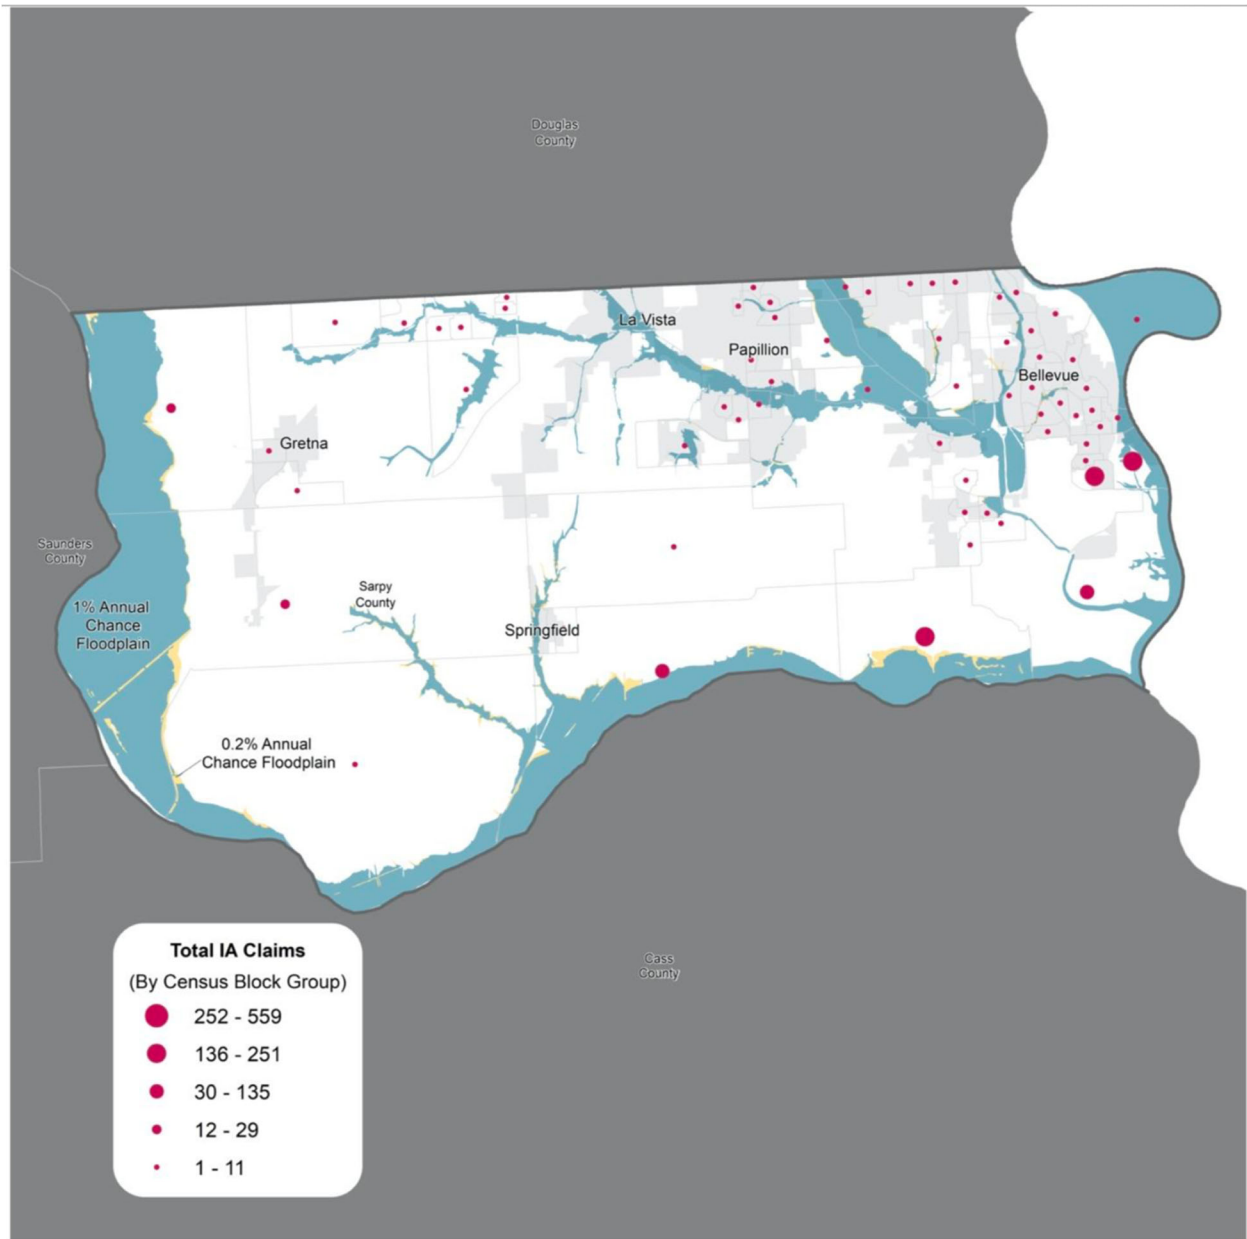 Douglas
County
La Vista
Papillion
Bellevue
Gretna
Saunders
County
Sarpy
County
1% Annual
Chance
Floodplain
Springfield
0.2% Annual
Chance Floodplain
Cass
County
Total IA Claims
(By Census Block Group)
252 - 559
136 - 251
30 - 135
12 - 29
1 - 11